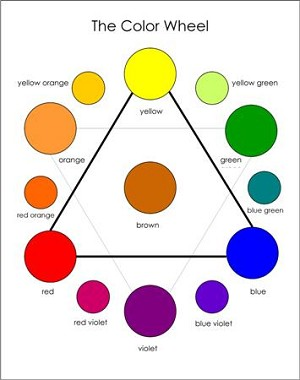 The Color Wheel
yellow orange
yellow green
yellow
orange
green
red orange
blue green
brown
red
blue
red violet
blue violet
violet